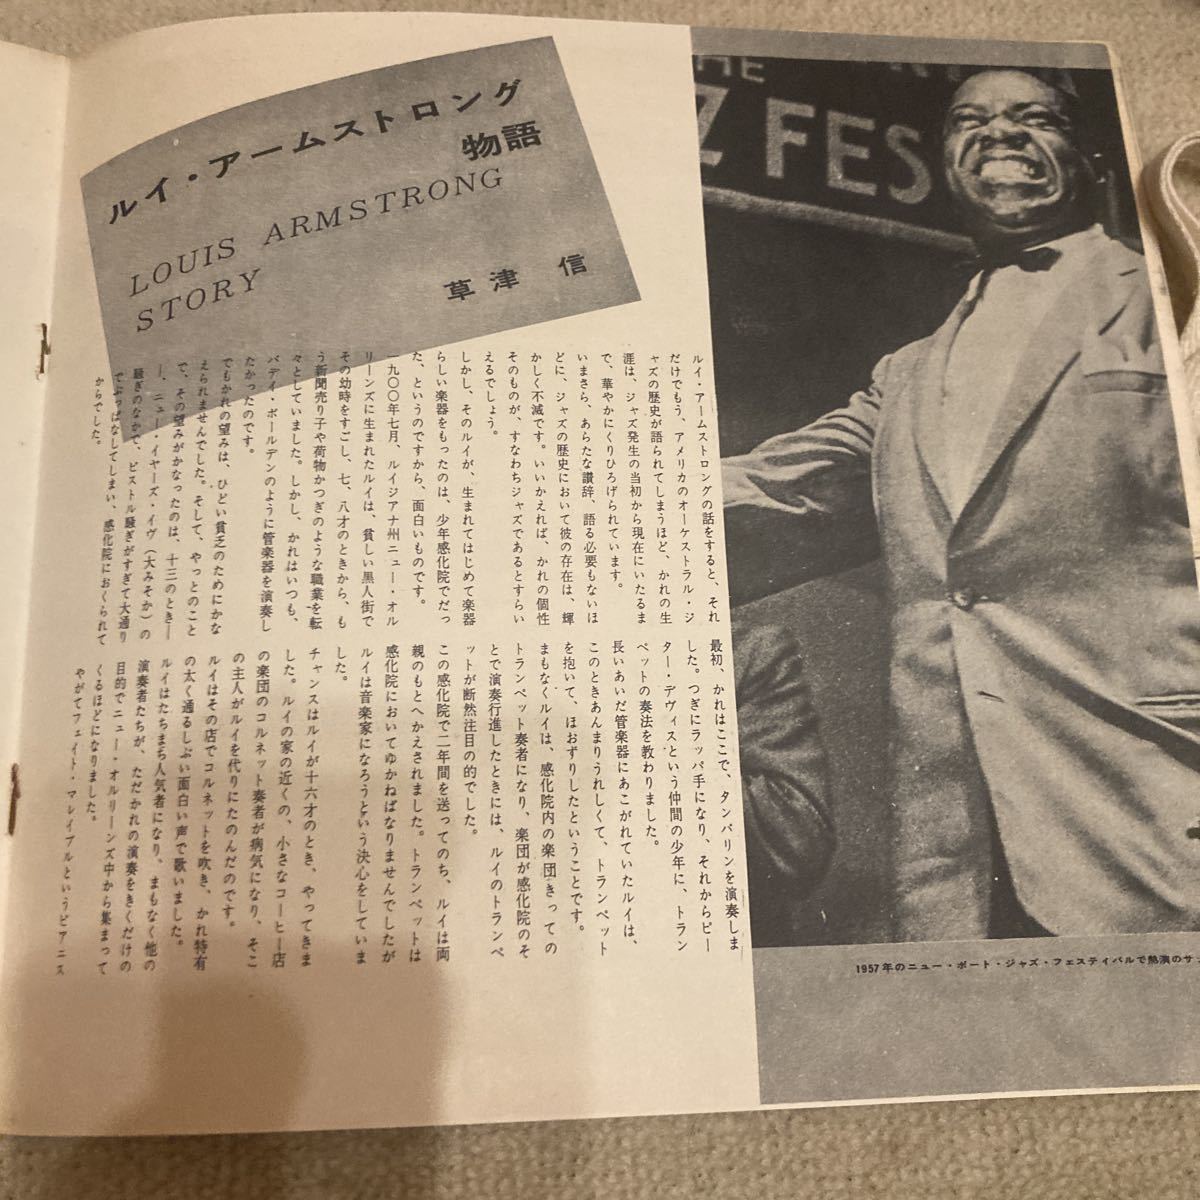 ルイ・アームストロング
物語
LOUIS ARMSTRONG
STORY
草津 信
ルイ・アームストロングの話をすると、それ
だけでもう、アメリカのオーケストラル・ジ
ャズの歴史が語られてしまうほど、かれの生
涯は、ジャズ発生の当初から現在にいたるま
で、華やかにくりひろげられています。
いまさら、あらたな讃辞、語る必要もないほ
どに、ジャズの歴史において彼の存在は、輝
かしく不滅です。いいかえれば、かれの個性
そのものが、すなわちジャズであるとすらい
えるでしょう。
しかし、そのルイが、生まれてはじめて楽器
らしい楽器をもったのは、少年感化院でだっ
た、というのですから、面白いものです。
一九〇〇年七月、ルイジアナ州ニュー・オル
リーンズに生まれたルイは、貧しい黒人街で
その幼時をすごし、七、八才のときから、も
う新聞売り子や荷物かつぎのような職業を転
々としていました。しかし、かれはいつも、
バディ・ボールデンのように管楽器を演奏し
たかったのです。
でもかれの望みは、ひどい貧乏のためにかな
えられませんでした。そして、やっとのこと
で、その望みがかなったのは、十三のとき―
―、ニュー・イヤーズ・イヴ（大みそか）の
騒ぎのなかで、ピストル騒ぎがすぎて大通り
でぶっぱなしてしまい、感化院におくられて
からでした。
最初、かれはここで、タンバリンを演奏しま
した。つぎにラッパ手になり、それからピー
ター・デヴィスという仲間の少年に、トラン
ペットの奏法を教わりました。
長いあいだ管楽器にあこがれていたルイは、
このときあんまりうれしくて、トランペット
を抱いて、ほおずりしたということです。
まもなくルイは、感化院内の楽団きっての
トランペット奏者になり、楽団が感化院のそ
とで演奏行進したときには、ルイのトランペ
ットが断然注目の的でした。
この感化院で二年間を送ってのち、ルイは両
親のもとへかえされました。トランペットは
感化院においてゆかねばなりませんでしたが
ルイは音楽家になろうという決心をしていま
した。
チャンスはルイが十六才のとき、やってきま
した。ルイの家の近くの、小さなコーヒー店
の楽団のコルネット奏者が病気になり、そこ
の主人がルイを代りにたのんだのです。
ルイはその店でコルネットを吹き、かれ特有
の太く通るしぶい面白い声で歌いました。
ルイはたちまち人気者になり、まもなく他の
演奏者たちが、ただかれの演奏をきくだけの
目的でニュー・オルリーンズ中から集まって
くるほどになりました。
やがてフェイト・マレイブルというピアニス
HE
Z FES
1957年のニュー・ポート・ジャズ・フェスティバルで熱演のサッ